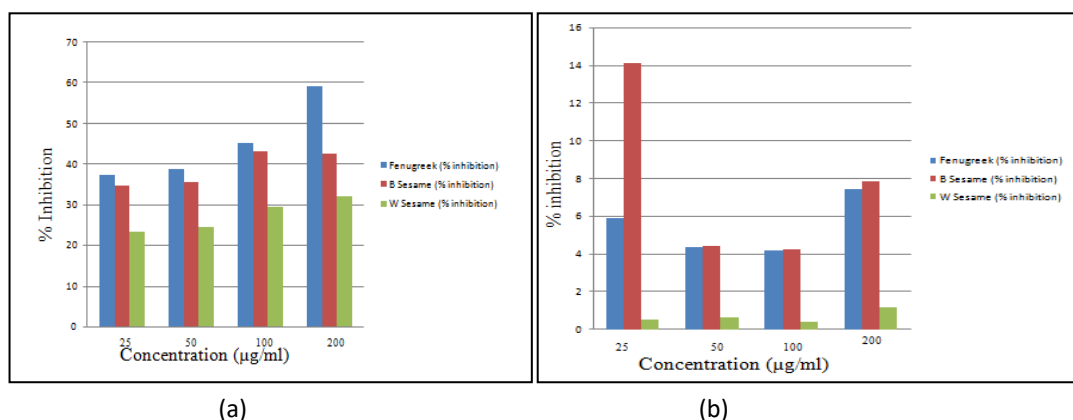 70
60
50
40
30
20
10
0
% Inhibition
25 50 100 200
Concentration (µg/ml)
Fenugreek (% inhibition)
B Sesame (% inhibition)
W Sesame (% inhibition)
(a)
16
14
12
10
8
6
4
2
0
% inhibition
25 50 100 200
Concentration (µg/ml)
Fenugreek (% inhibition)
B Sesame (% inhibition)
W Sesame (% inhibition)
(b)